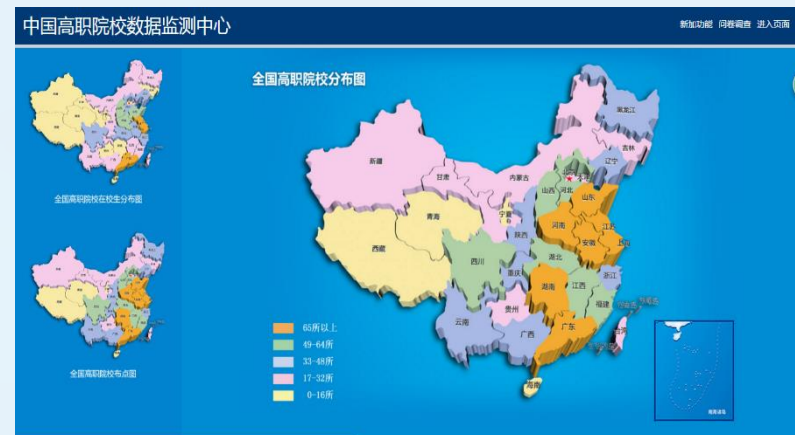 中国高职院校数据监测中心
新加功能 问卷调查 进入页面
全国高职院校分布图
全国高职院校在校生分布图
全国高职院校布点图
黑龙江
吉林
辽宁
内蒙古
新疆
甘肃
青海
西藏
宁夏
陕西
山西
河北
山东
河南
江苏
安徽
上海
四川
重庆
湖北
湖南
江西
浙江
福建
贵州
云南
广西
广东
海南
台湾
65所以上
49-64所
33-48所
17-32所
0-16所
南海诸岛